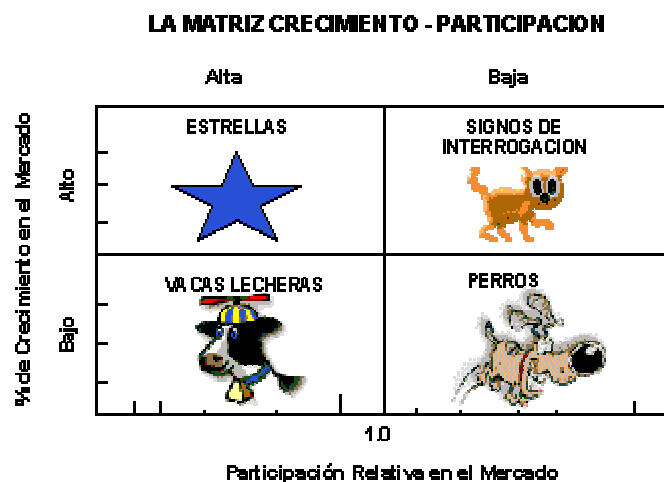 LA MATRIZ CRECIMIENTO - PARTICIPACION
Alta
Baja
% de Crecimiento en el Mercado
Alto
Bajo
ESTRELLAS
SIGNOS DE
INTERROGACION
VACAS LECHERAS
PERROS
1.0
Participación Relativa en el Mercado